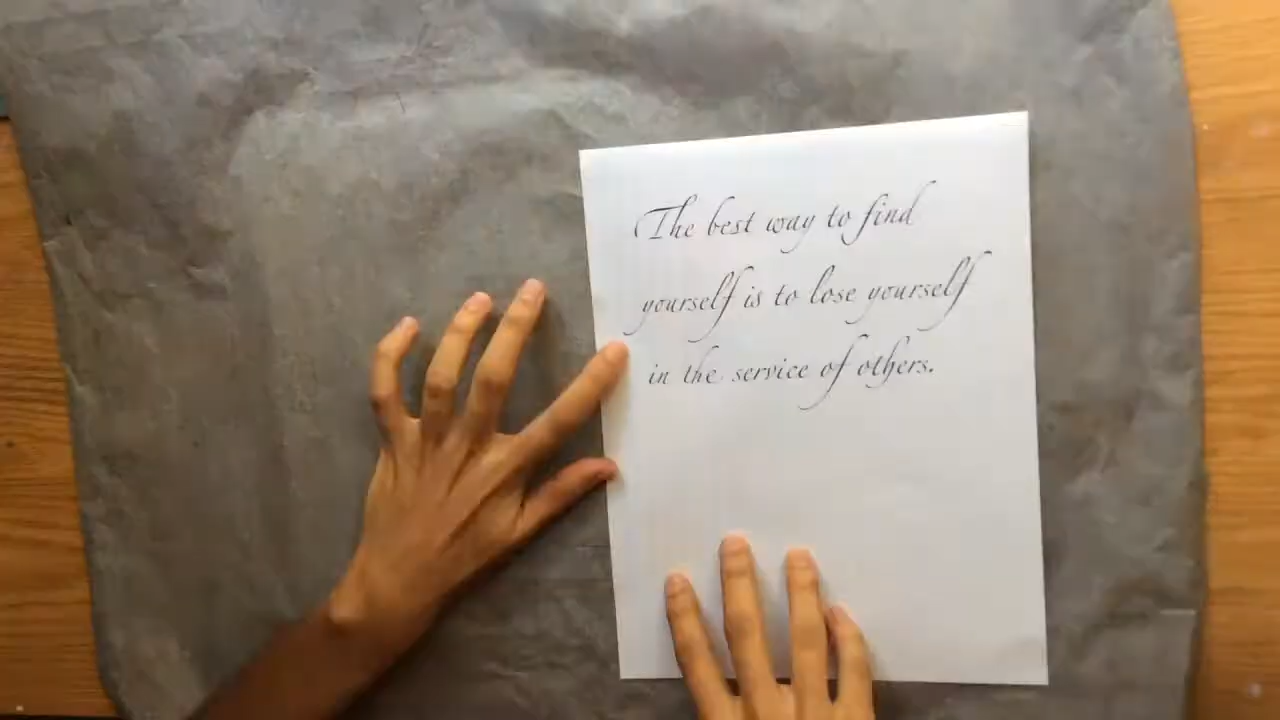 The best way to find
yourself is to lose yourself
in the service of others.